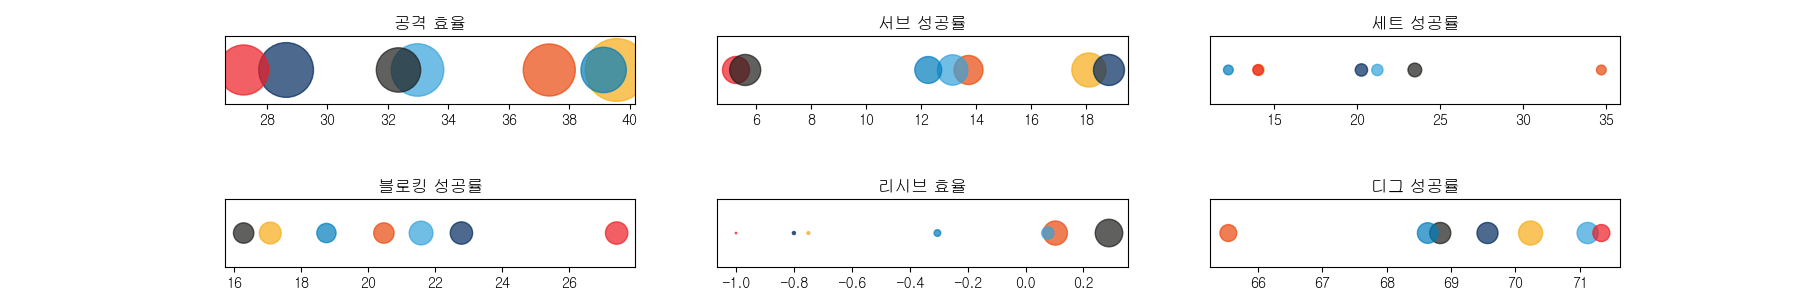 공격 효율
서브 성공률
세트 성공률
28 30 32 34 36 38 40
6 8 10 12 14 16 18
15 20 25 30 35
블로킹 성공률
리시브 효율
디그 성공률
16 18 20 22 24 26
−1.0 −0.8 −0.6 −0.4 −0.2 0.0 0.2
66 67 68 69 70 71